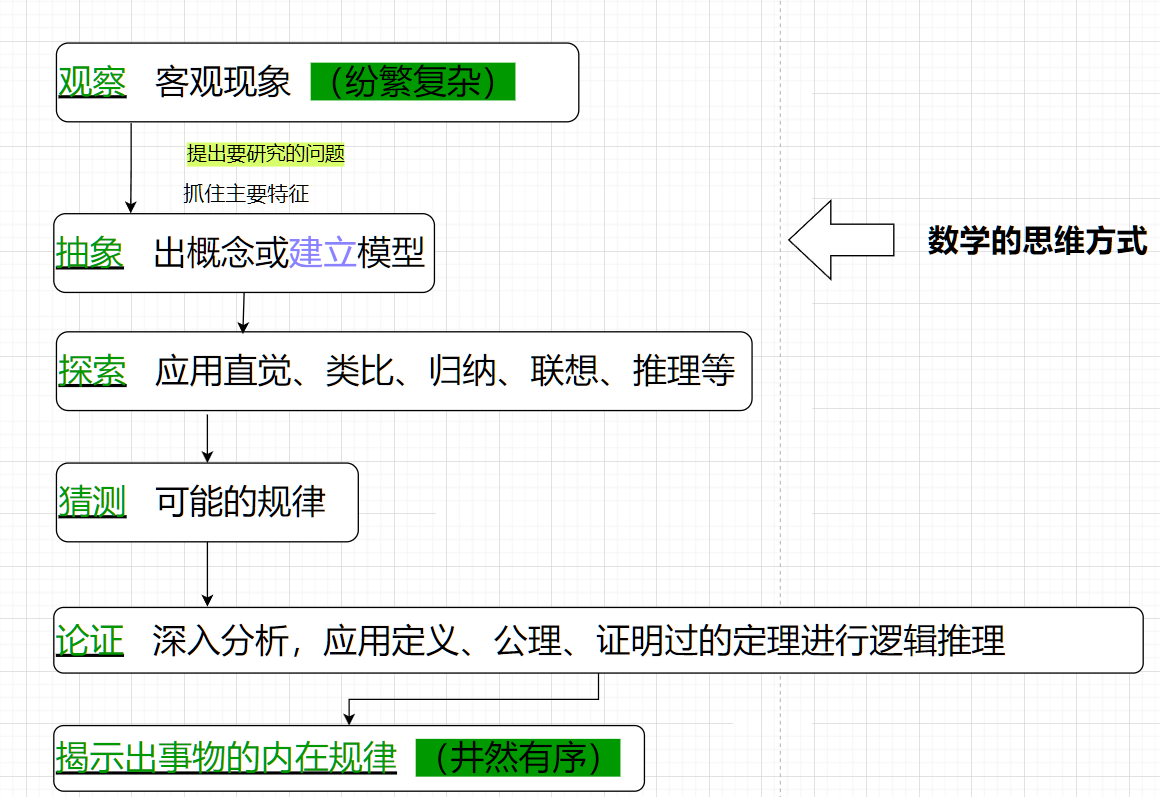 观察 客观现象 （纷繁复杂）
提出要研究的问题
抓住主要特征
抽象 出概念或建立模型
数学的思维方式
探索 应用直觉、类比、归纳、联想、推理等
猜测 可能的规律
论证 深入分析，应用定义、公理、证明过的定理进行逻辑推理
揭示出事物的内在规律 （井然有序）